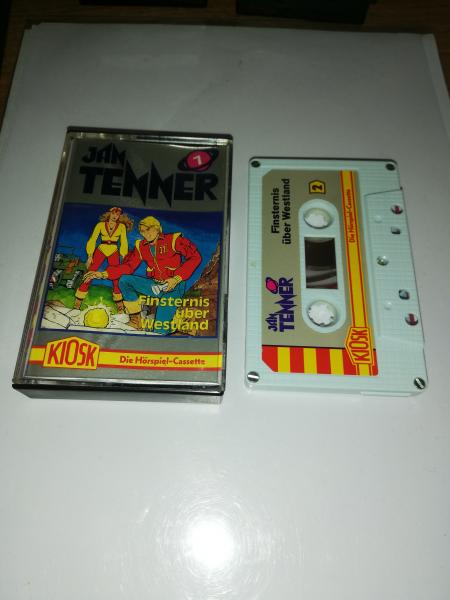 JAN
7
TENNER
Finsternis
über
Westland
KIOSK
Die Hörspiel-Cassette
JAN
TENNER
Finsternis
über Westland
2
KIOSK
Die Hörspiel-Cassette